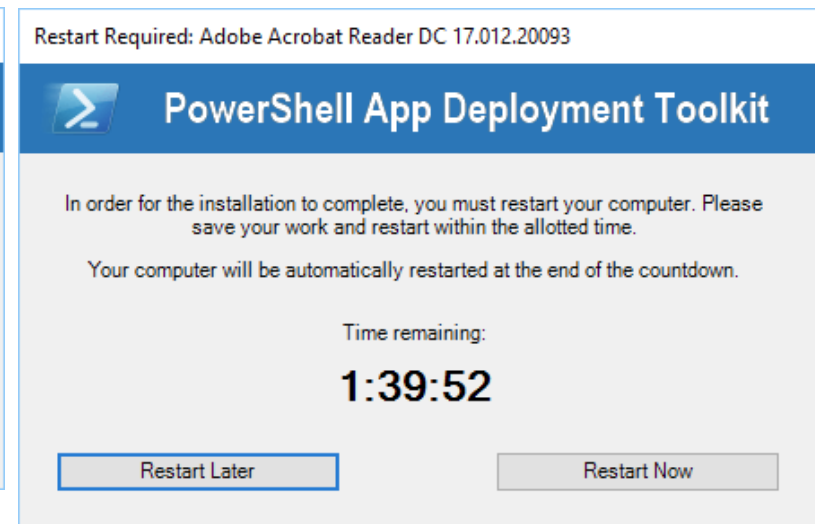 Restart Required: Adobe Acrobat Reader DC 17.012.20093
PowerShell App Deployment Toolkit
In order for the installation to complete, you must restart your computer. Please
save your work and restart within the allotted time.
Your computer will be automatically restarted at the end of the countdown.
Time remaining:
1:39:52
Restart Later
Restart Now